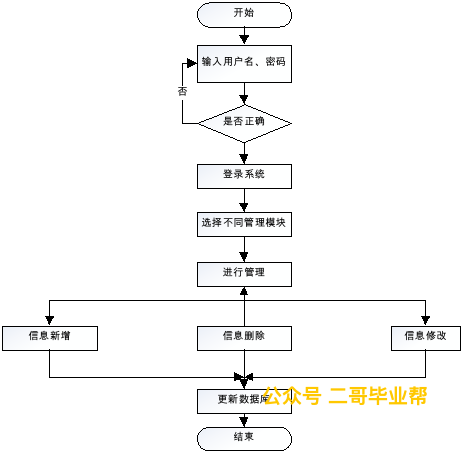 开始
输入用户名、密码
否
是否正确
登录系统
选择不同管理模块
进行管理
信息新增
信息删除
信息修改
更新数据库
公众号 二哥毕业帮
结束